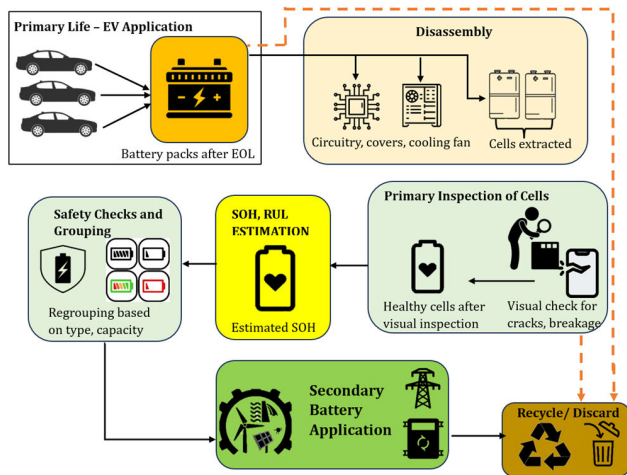 Primary Life – EV Application
Battery packs after EOL
Disassembly
Circuitry, covers, cooling fan
Cells extracted
Primary Inspection of Cells
Healthy cells after
visual inspection
Visual check for
cracks, breakage
SOH, RUL
ESTIMATION
Estimated SOH
Safety Checks and
Grouping
Regrouping based
on type, capacity
Secondary
Battery
Application
Recycle/ Discard